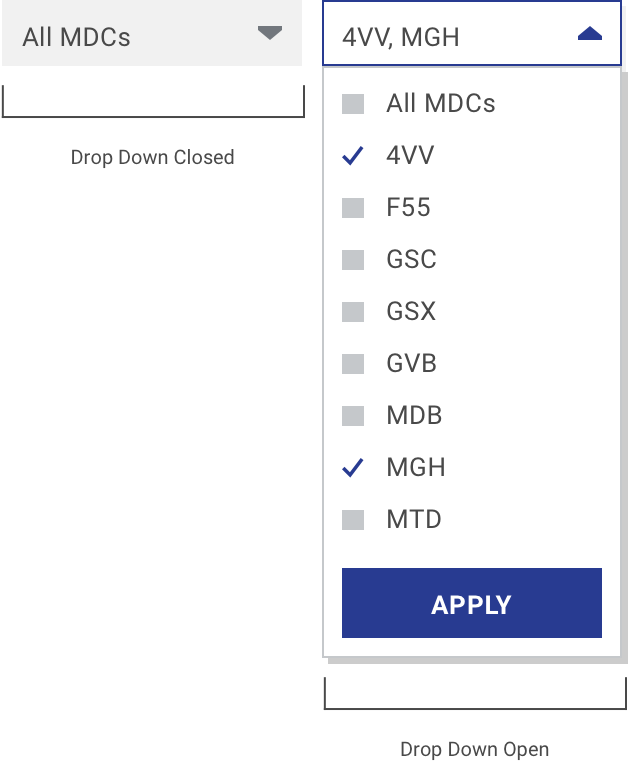 All MDCs
Drop Down Closed
4VV, MGH
All MDCs
4VV
F55
GSC
GSX
GVB
MDB
MGH
MTD
APPLY
Drop Down Open